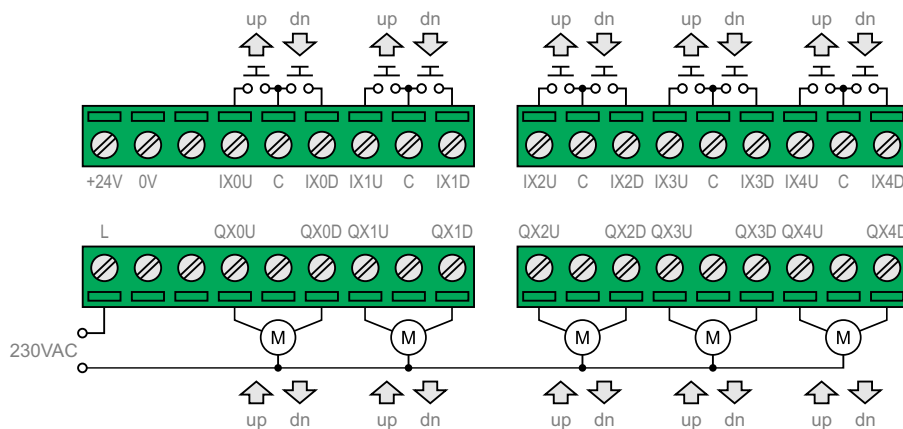 up dn up dn up dn up dn up dn
+24V 0V IX0U C IX0D IX1U C IX1D IX2U C IX2D IX3U C IX3D IX4U C IX4D
L QX0U QX0D QX1U QX1D QX2U QX2D QX3U QX3D QX4U QX4D
M M M M M
230VAC
up dn up dn up dn up dn up dn